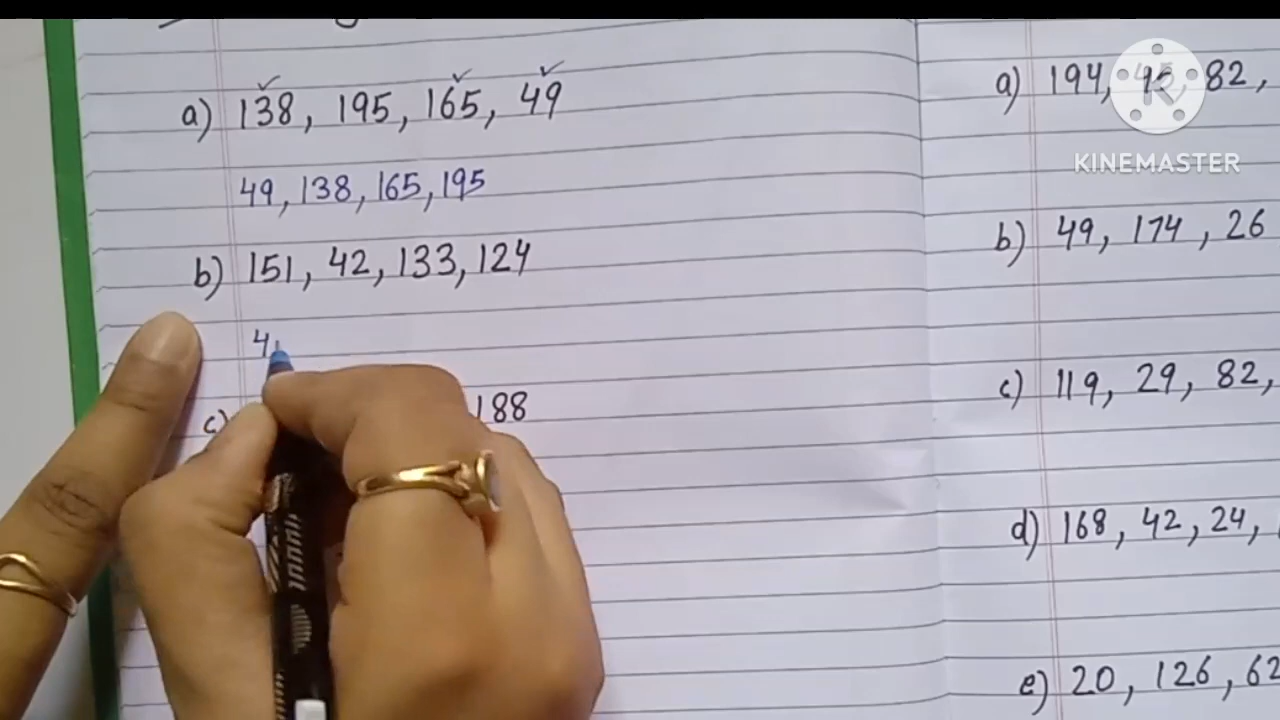 a) 138, 195, 165, 49
49, 138, 165, 195
b) 151, 42, 133, 124
4
c) 188
a) 194, 82,
b) 49, 174, 26
c) 119, 29, 82,
d) 168, 42, 24,
e) 20, 126, 62
KINEMASTER